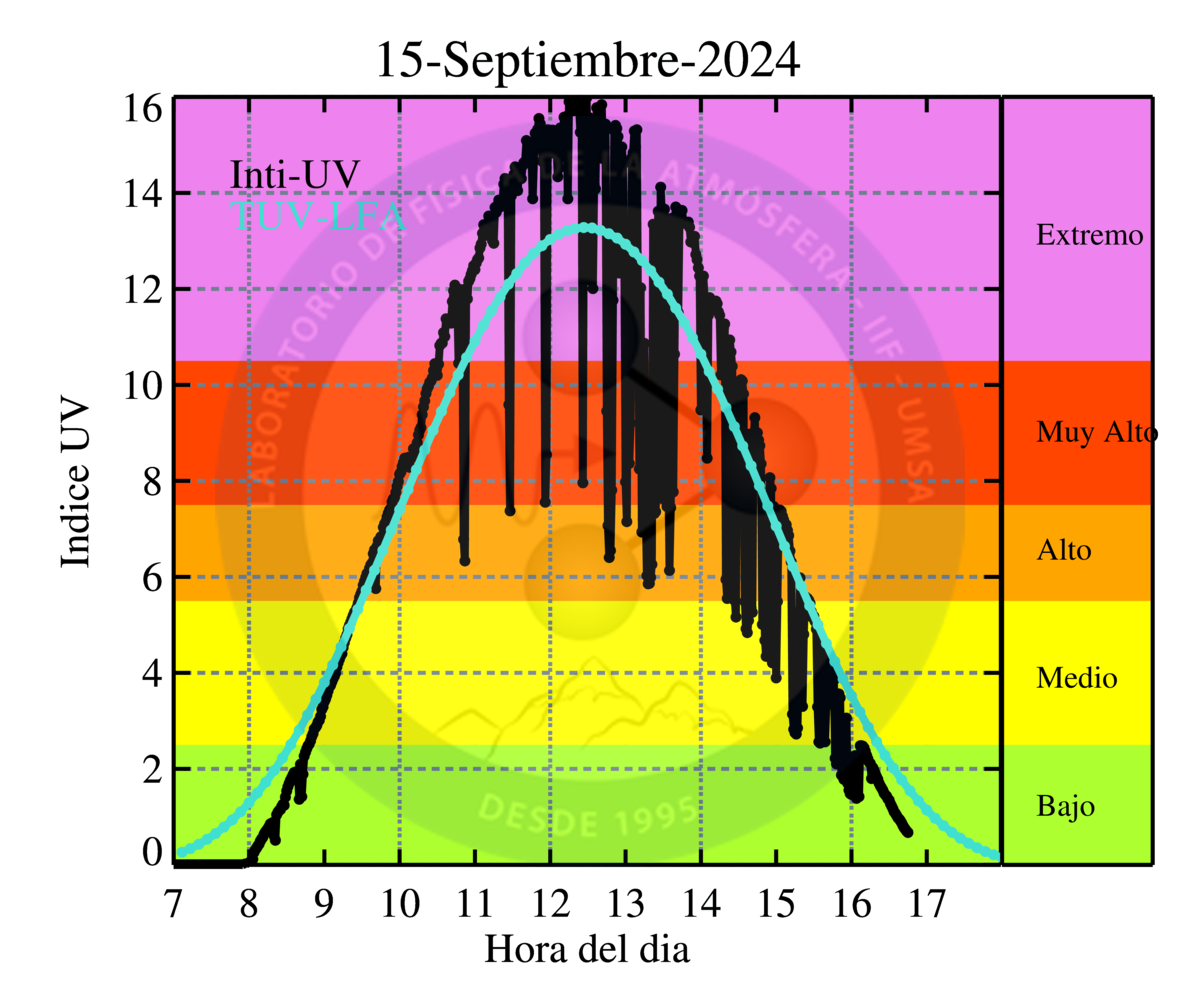 15-Septiembre-2024
Indice UV
16
14
12
10
8
6
4
2
0
Inti-UV
TUV-LFA
LABORATORIO DE FÍSICA DE LA ATMÓSFERA - IIF - UMSA
DESDE 1995
Extremo
Muy Alto
Alto
Medio
Bajo
7 8 9 10 11 12 13 14 15 16 17
Hora del dia